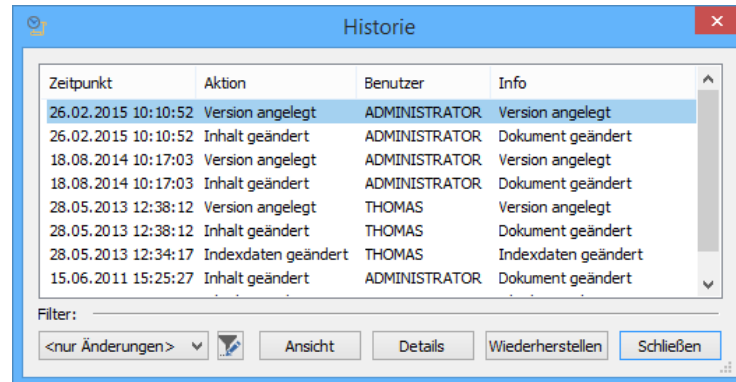 Historie
Zeitpunkt Aktion Benutzer Info
26.02.2015 10:10:52 Version angelegt ADMINISTRATOR Version angelegt
26.02.2015 10:10:52 Inhalt geändert ADMINISTRATOR Dokument geändert
18.08.2014 10:17:03 Version angelegt ADMINISTRATOR Version angelegt
18.08.2014 10:17:03 Inhalt geändert ADMINISTRATOR Dokument geändert
28.05.2013 12:38:12 Version angelegt THOMAS Version angelegt
28.05.2013 12:38:12 Inhalt geändert THOMAS Dokument geändert
28.05.2013 12:34:17 Indexdaten geändert THOMAS Indexdaten geändert
15.06.2011 15:25:27 Inhalt geändert ADMINISTRATOR Dokument geändert
Filter:
<nur Änderungen> Ansicht Details Wiederherstellen Schließen